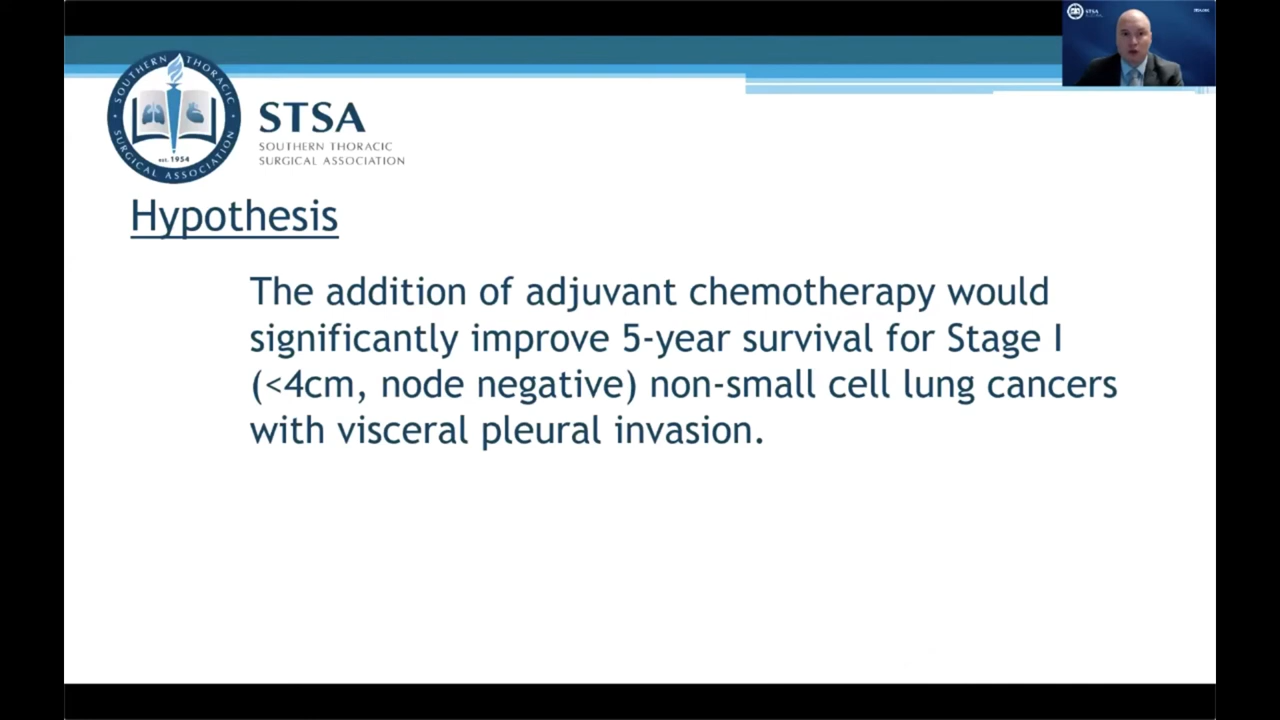 SOUTHERN THORACIC
SURGICAL ASSOCIATION
est. 1954
STSA
SOUTHERN THORACIC
SURGICAL ASSOCIATION
STSA
Hypothesis
The addition of adjuvant chemotherapy would
significantly improve 5-year survival for Stage I
(<4cm, node negative) non-small cell lung cancers
with visceral pleural invasion.